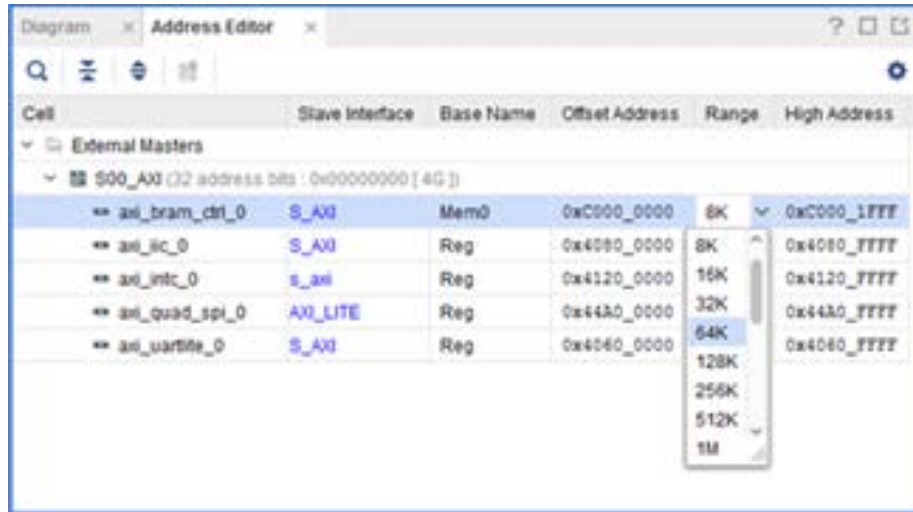 Diagram × Address Editor × ?
Cell Slave Interface Base Name Offset Address Range High Address
External Masters
S00_AXI (32 address bits : 0x00000000 [ 4G ])
axi_bram_ctrl_0 S_AXI Mem0 0xC000_0000 8K 0xC000_1FFF
axi_iic_0 S_AXI Reg 0x4080_0000 0x4080_FFFF
axi_intc_0 s_axi Reg 0x4120_0000 0x4120_FFFF
axi_quad_spi_0 AXI_LITE Reg 0x44A0_0000 0x44A0_FFFF
axi_uartlite_0 S_AXI Reg 0x4060_0000 0x4060_FFFF
8K
16K
32K
64K
128K
256K
512K
1M